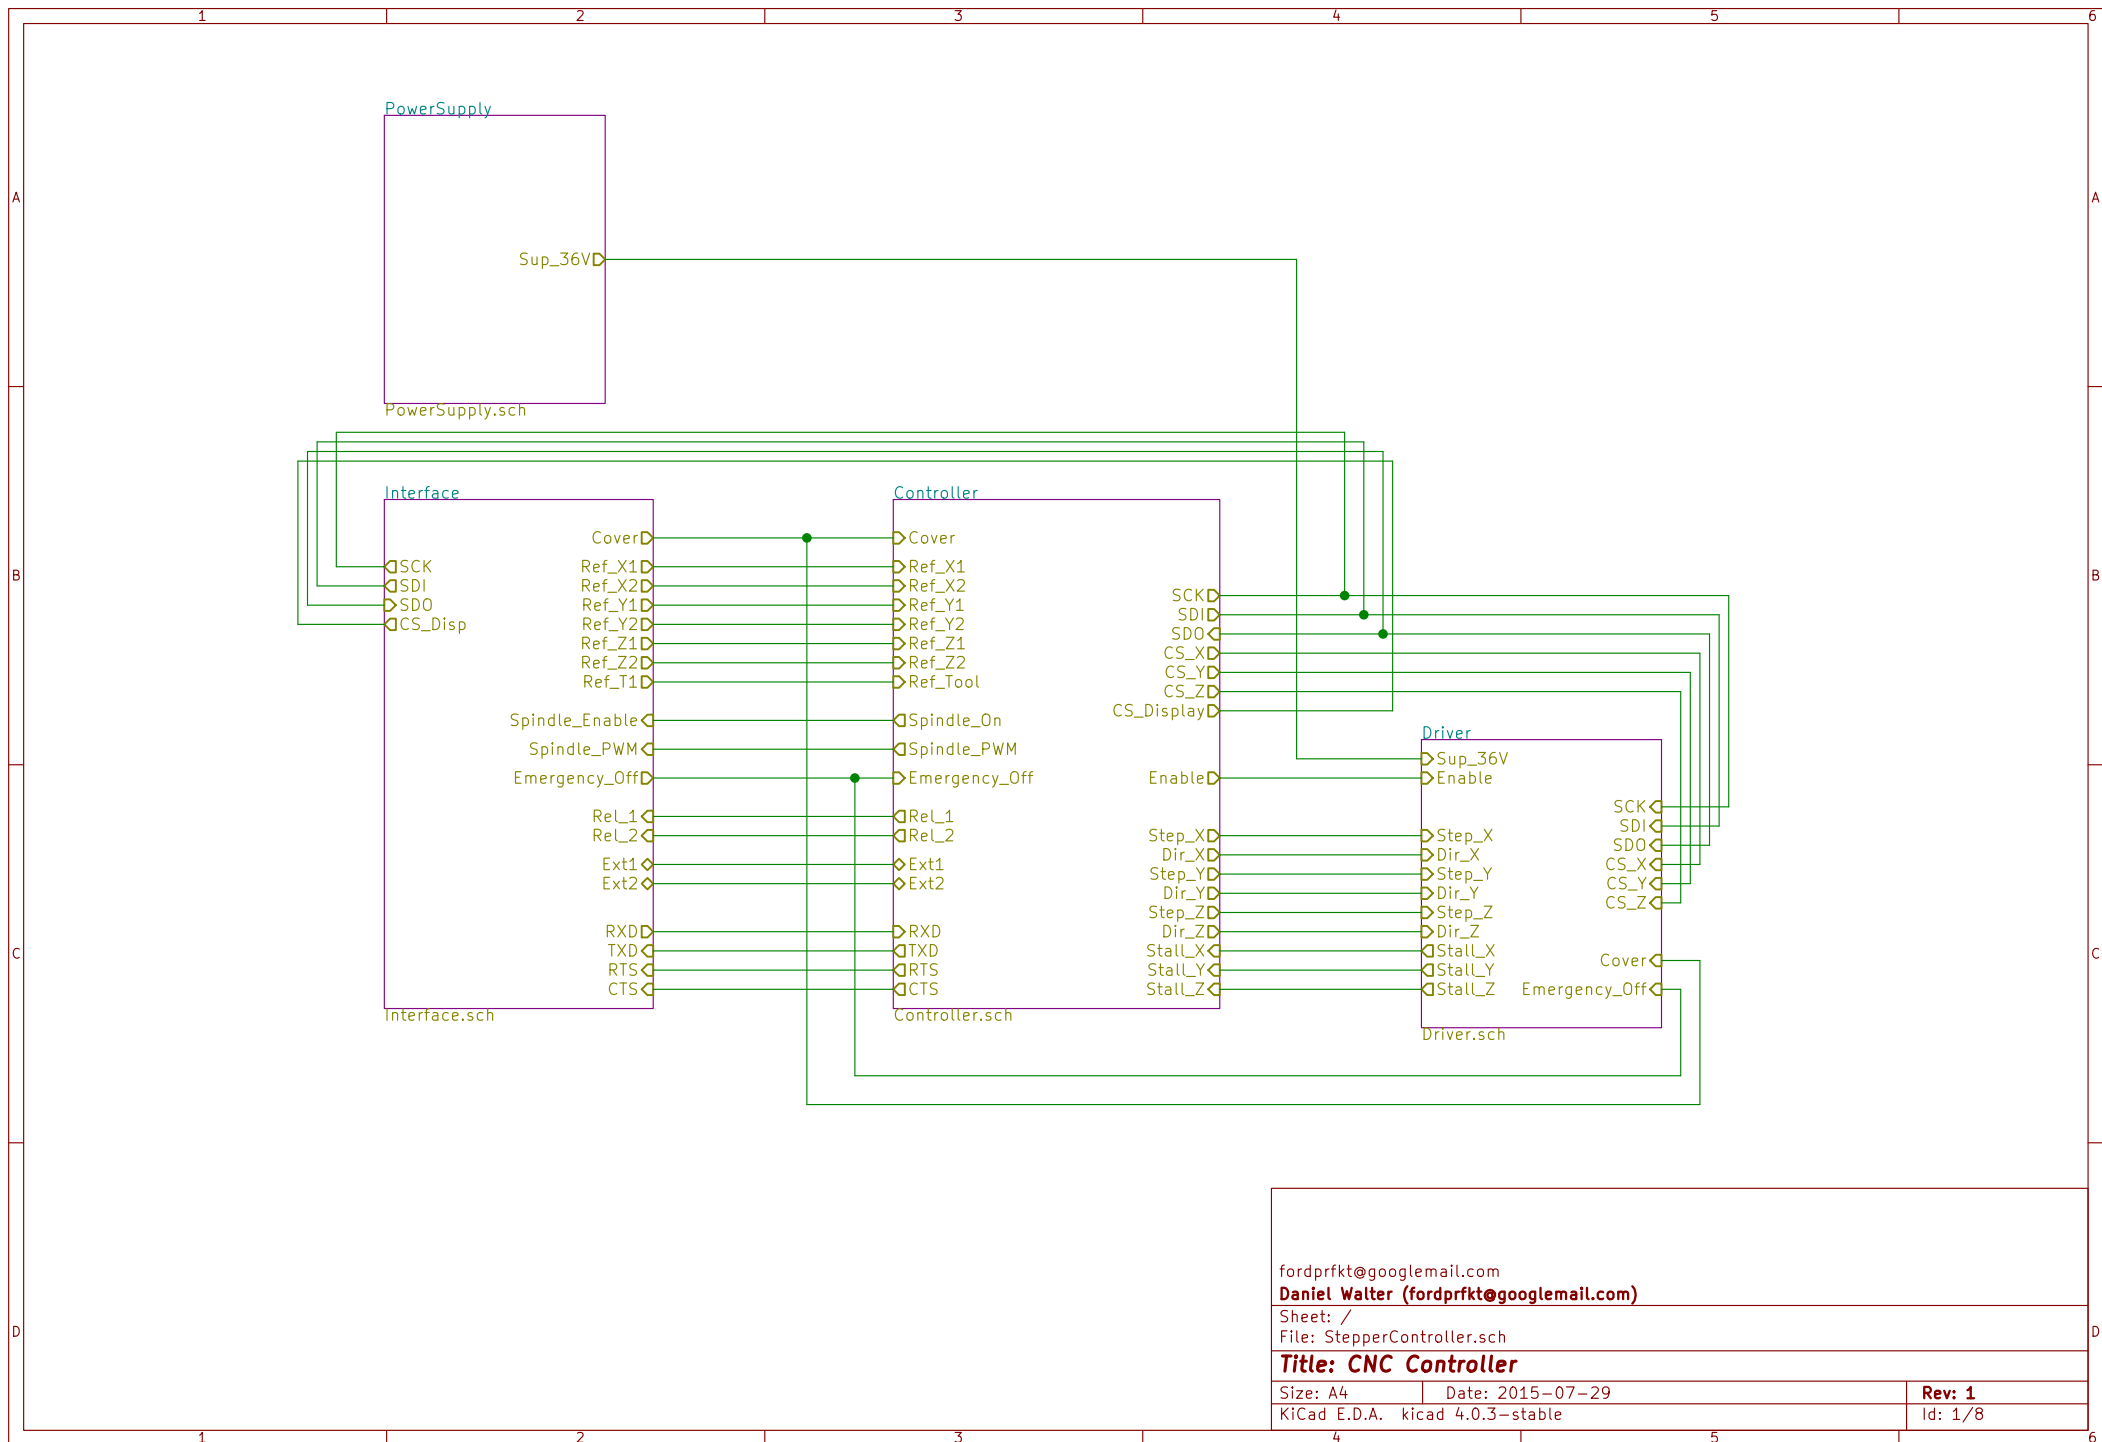 1 2 3 4 5 6
A A
B B
C C
D D
1 2 3 4 5 6
PowerSupply
Sup_36V
PowerSupply.sch
Interface
SCK
SDI
SDO
CS_Disp
Cover
Ref_X1
Ref_X2
Ref_Y1
Ref_Y2
Ref_Z1
Ref_Z2
Ref_T1
Spindle_Enable
Spindle_PWM
Emergency_Off
Rel_1
Rel_2
Ext1
Ext2
RXD
TXD
RTS
CTS
Interface.sch
Controller
Cover
Ref_X1
Ref_X2
Ref_Y1
Ref_Y2
Ref_Z1
Ref_Z2
Ref_Tool
Spindle_On
Spindle_PWM
Emergency_Off
Rel_1
Rel_2
Ext1
Ext2
RXD
TXD
RTS
CTS
SCK
SDI
SDO
CS_X
CS_Y
CS_Z
CS_Display
Enable
Step_X
Dir_X
Step_Y
Dir_Y
Step_Z
Dir_Z
Stall_X
Stall_Y
Stall_Z
Controller.sch
Driver
Sup_36V
Enable
Step_X
Dir_X
Step_Y
Dir_Y
Step_Z
Dir_Z
Stall_X
Stall_Y
Stall_Z
SCK
SDI
SDO
CS_X
CS_Y
CS_Z
Cover
Emergency_Off
Driver.sch
fordprfkt@googlemail.com
Daniel Walter (fordprfkt@googlemail.com)
Sheet: /
File: StepperController.sch
Title: CNC Controller
Size: A4 Date: 2015-07-29 Rev: 1
KiCad E.D.A. kicad 4.0.3-stable Id: 1/8